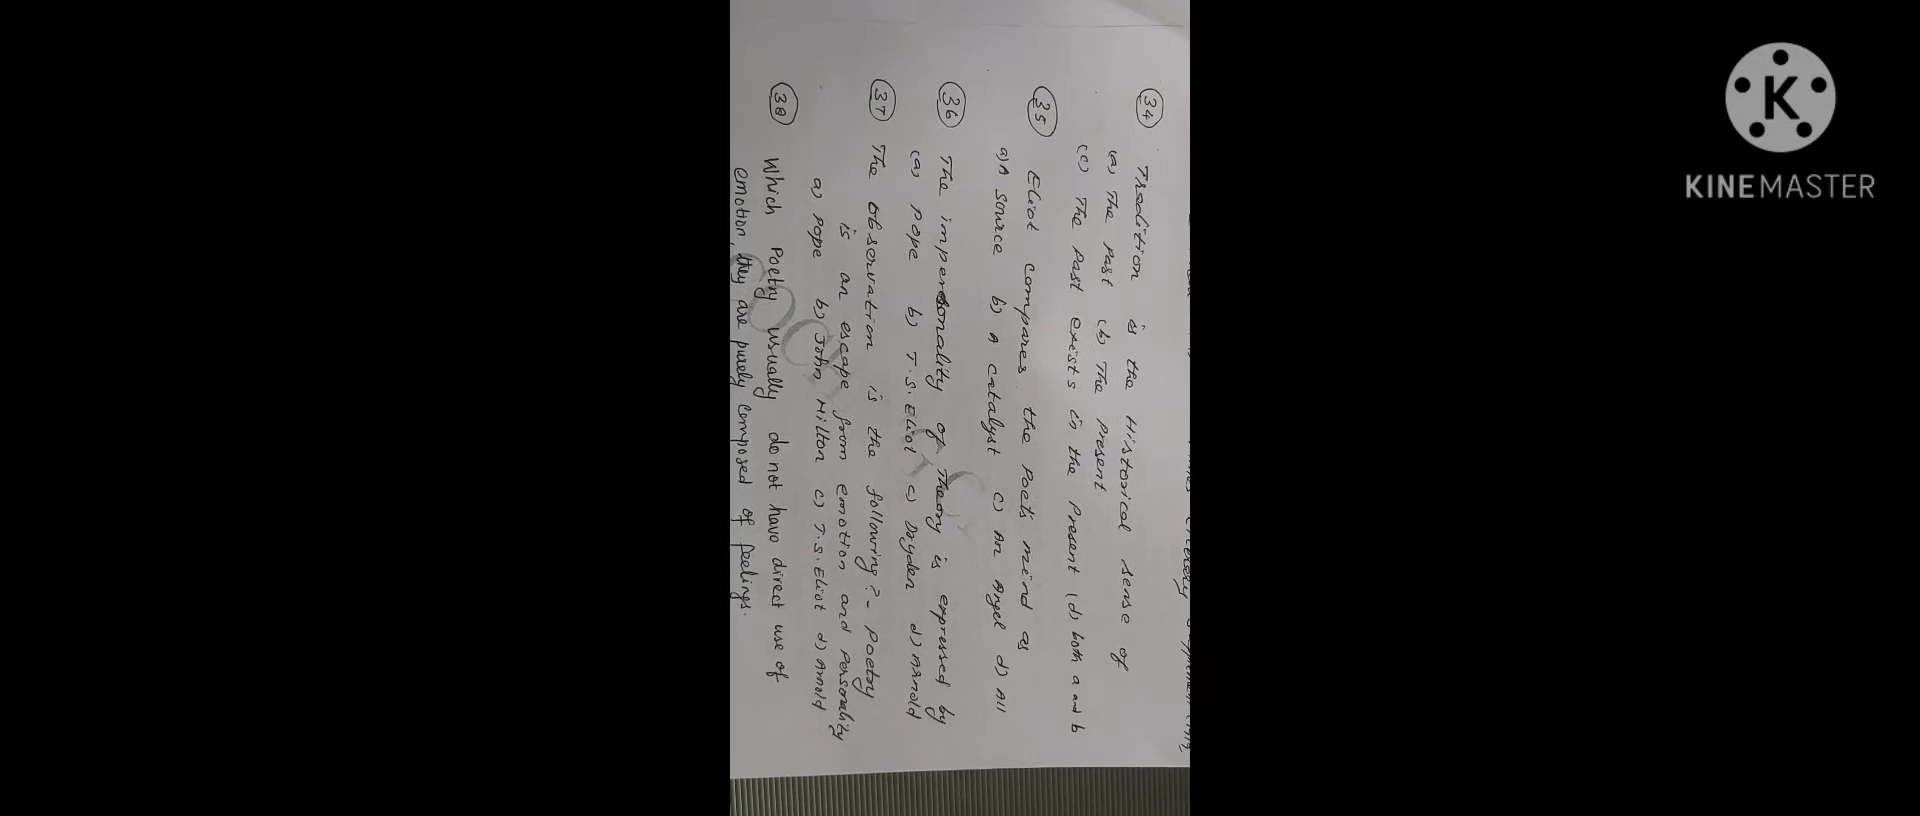 34 Tradition is the Historical sense of
(a) The Past (b) The Present
(c) The Past exists in the Present (d) both a and b
35 Eliot compares the Poet's mind as
a) A Source b) A catalyst c) An Angel d) All
36 The impersonality of Theory is expressed by
(a) Pope b) T.S. Eliot c) Dryden d) Arnold
37 The Observation is the following? - Poetry
is an escape from emotion and Personality
a) Pope b) John Milton c) T.S. Eliot d) Arnold
38 Which Poetry usually do not have direct use of
emotion, they are purely composed of feelings.
K
KINEMASTER